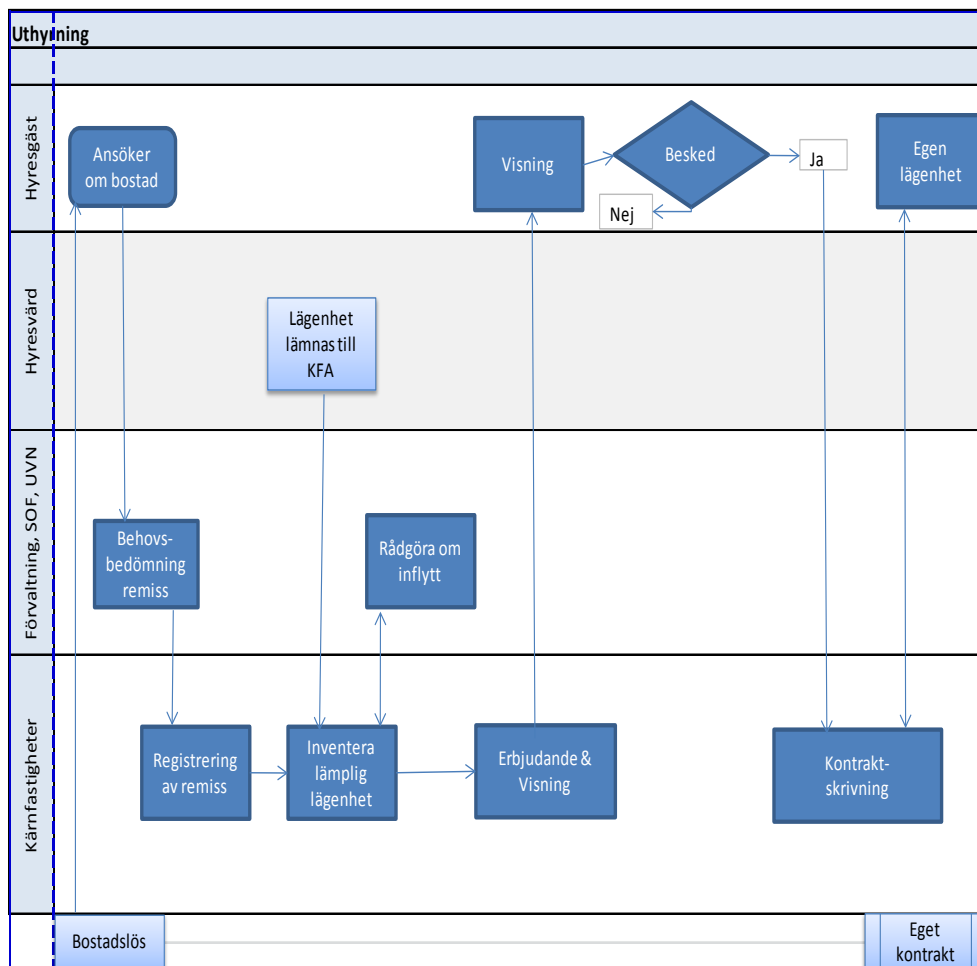 Uthyrning
Hyresgäst
Ansöker
om bostad
Visning
Besked
Ja
Nej
Egen
lägenhet
Hyresvärd
Lägenhet
lämnas till
KFA
Förvaltning, SOF, UVN
Behovs-
bedömning
remiss
Rådgöra om
inflytt
Kärnfastigheter
Registrering
av remiss
Inventera
lämplig
lägenhet
Erbjudande &
Visning
Kontrakt-
skrivning
Bostadslös
Eget
kontrakt